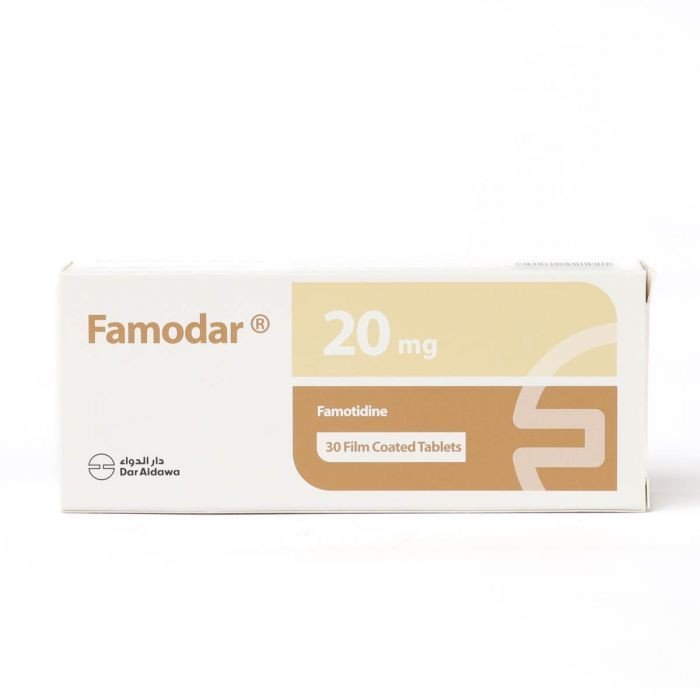 Famodar ®
20 mg
Famotidine
30 Film Coated Tablets
دار الدواء
Dar Aldawa